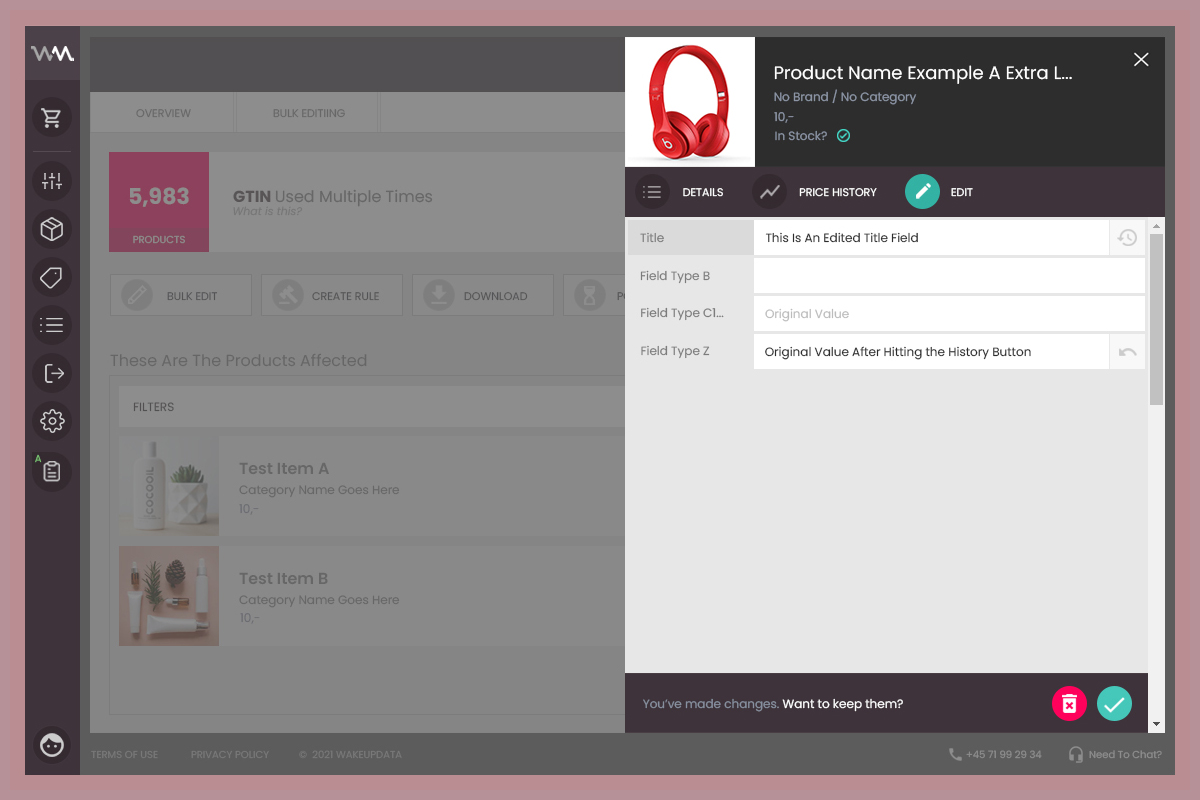 WM
A
OVERVIEW
BULK EDITIING
5,983
PRODUCTS
GTIN Used Multiple Times
What is this?
BULK EDIT
CREATE RULE
DOWNLOAD
These Are The Products Affected
FILTERS
COCOOIL
Test Item A
Category Name Goes Here
10,-
Test Item B
Category Name Goes Here
10,-
b
Product Name Example A Extra L...
No Brand / No Category
10,-
In Stock?
DETAILS
PRICE HISTORY
EDIT
Title
This Is An Edited Title Field
Field Type B
Field Type C1...
Original Value
Field Type Z
Original Value After Hitting the History Button
You've made changes. Want to keep them?
TERMS OF USE
PRIVACY POLICY
© 2021 WAKEUPDATA
+45 71 99 29 34
Need To Chat?